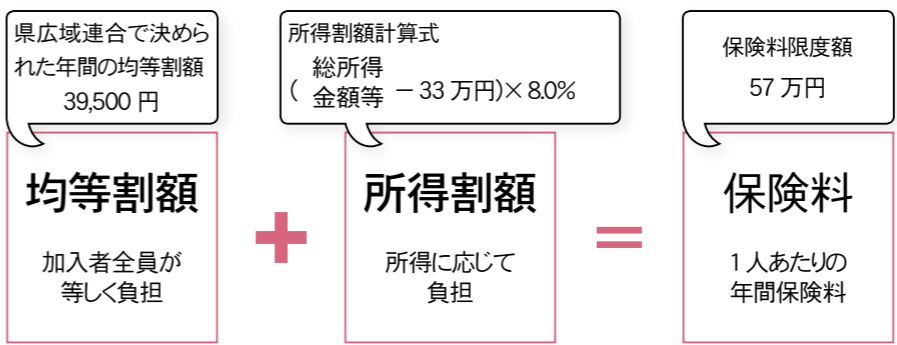 県広域連合で決めら
れた年間の均等割額
39,500 円
均等割額
加入者全員が
等しく負担
+
所得割額計算式
(総所得
金額等 − 33 万円)× 8.0%
所得割額
所得に応じて
負担
=
保険料限度額
57 万円
保険料
1 人あたりの
年間保険料